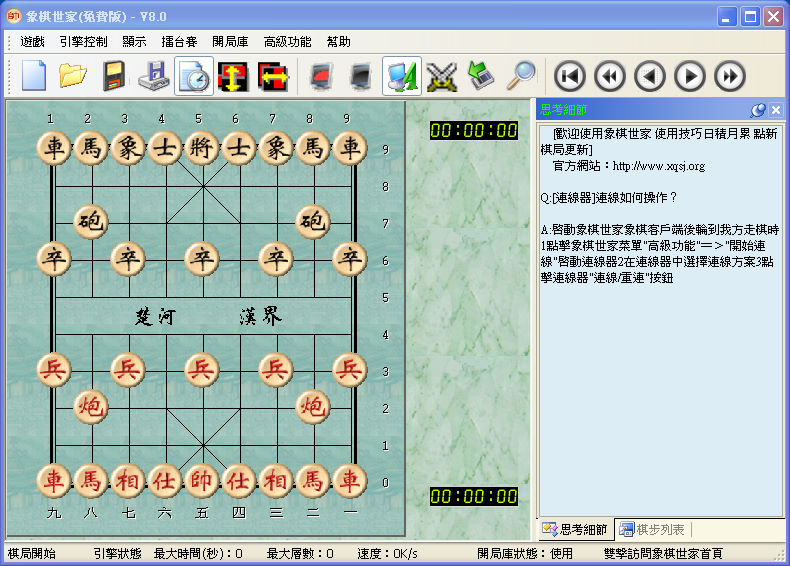 象棋世家(免費版) - V8.0
遊戲 引擎控制 顯示 擂台賽 開局庫 高級功能 幫助
1 2 3 4 5 6 7 8 9
車 馬 象 士 將 士 象 馬 車 9
8
砲 砲 7
卒 卒 卒 卒 卒 6
5
楚河 漢界
4
兵 兵 兵 兵 兵 3
炮 炮 2
1
車 馬 相 仕 帥 仕 相 馬 車 0
九 八 七 六 五 四 三 二 一
00:00:00
00:00:00
思考細節
[歡迎使用象棋世家 使用技巧日積月累 點新
棋局更新]
官方網站：http://www.xqsj.org
Q:[連線器]連線如何操作？
A:啓動象棋世家象棋客戶端後輪到我方走棋時
1點擊象棋世家菜單"高級功能"＝＞"開始連
線"啓動連線器2在連線器中選擇連線方案3點
擊連線器"連線/重連"按鈕
思考細節 棋步列表
棋局開始 引擎狀態 最大時間(秒)：0 最大層數：0 速度：0K/s 開局庫狀態：使用 雙擊訪問象棋世家首頁